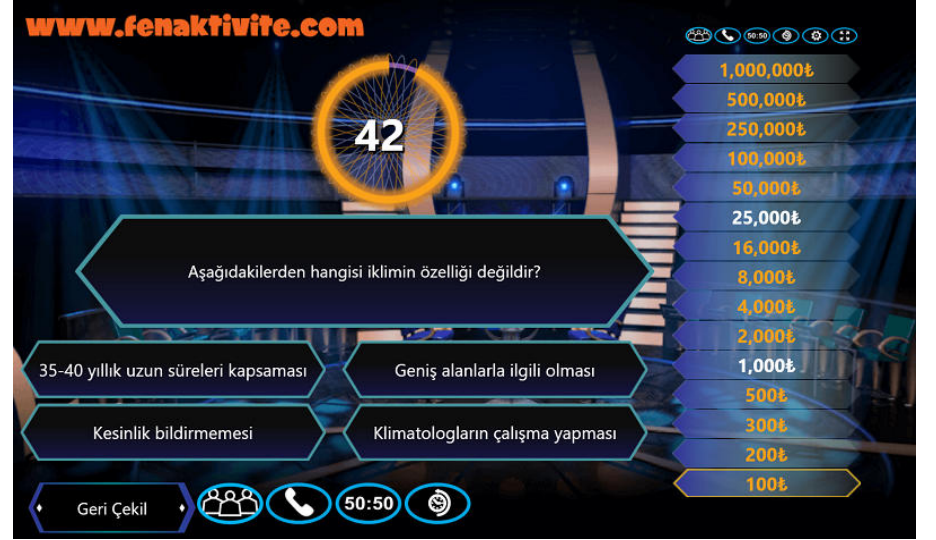 www.fenaktivite.com
50:50
42
1,000,000₺
500,000₺
250,000₺
100,000₺
50,000₺
25,000₺
16,000₺
8,000₺
4,000₺
2,000₺
1,000₺
500₺
300₺
200₺
100₺
Aşağıdakilerden hangisi iklimin özelliği değildir?
35-40 yıllık uzun süreleri kapsaması
Geniş alanlarla ilgili olması
Kesinlik bildirmemesi
Klimatologların çalışma yapması
Geri Çekil
50:50